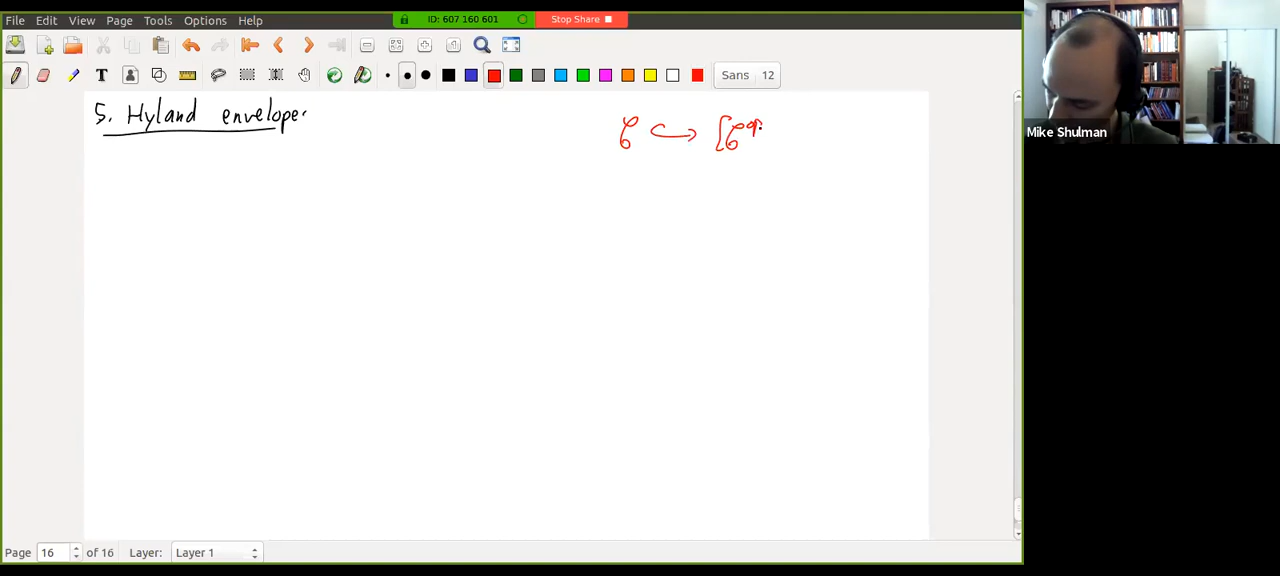 File Edit View Page Tools Options Help
ID: 607 160 601 Stop Share
Sans 12
5. Hyland envelope
𝒞 ↪ [𝒞^op
Mike Shulman
Page 16 of 16 Layer: Layer 1